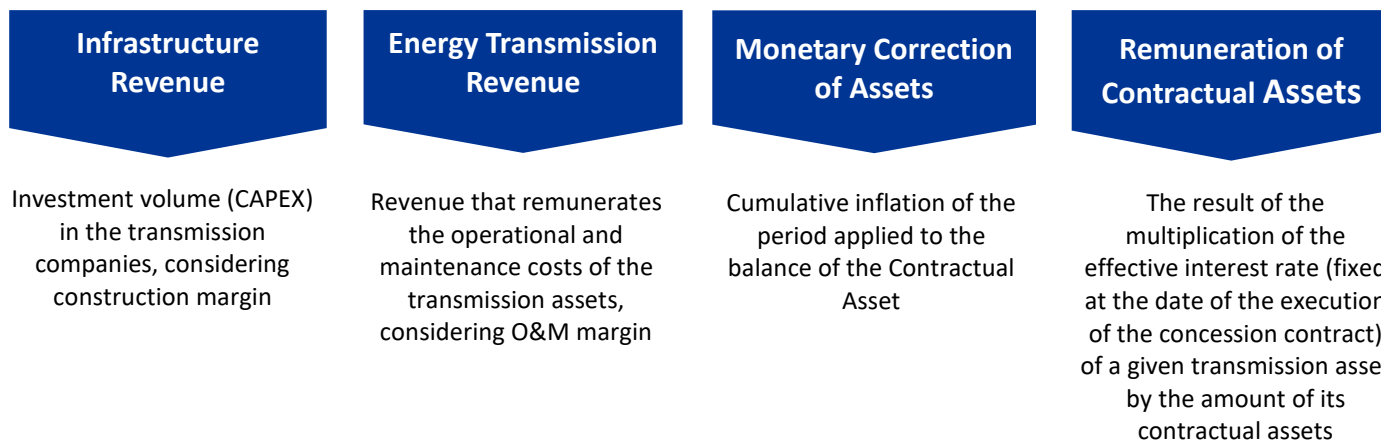 Infrastructure
Revenue
Investment volume (CAPEX)
in the transmission
companies, considering
construction margin
Energy Transmission
Revenue
Revenue that remunerates
the operational and
maintenance costs of the
transmission assets,
considering O&M margin
Monetary Correction
of Assets
Cumulative inflation of the
period applied to the
balance of the Contractual
Asset
Remuneration of
Contractual Assets
The result of the
multiplication of the
effective interest rate (fixed
at the date of the execution
of the concession contract)
of a given transmission asse
by the amount of its
contractual assets